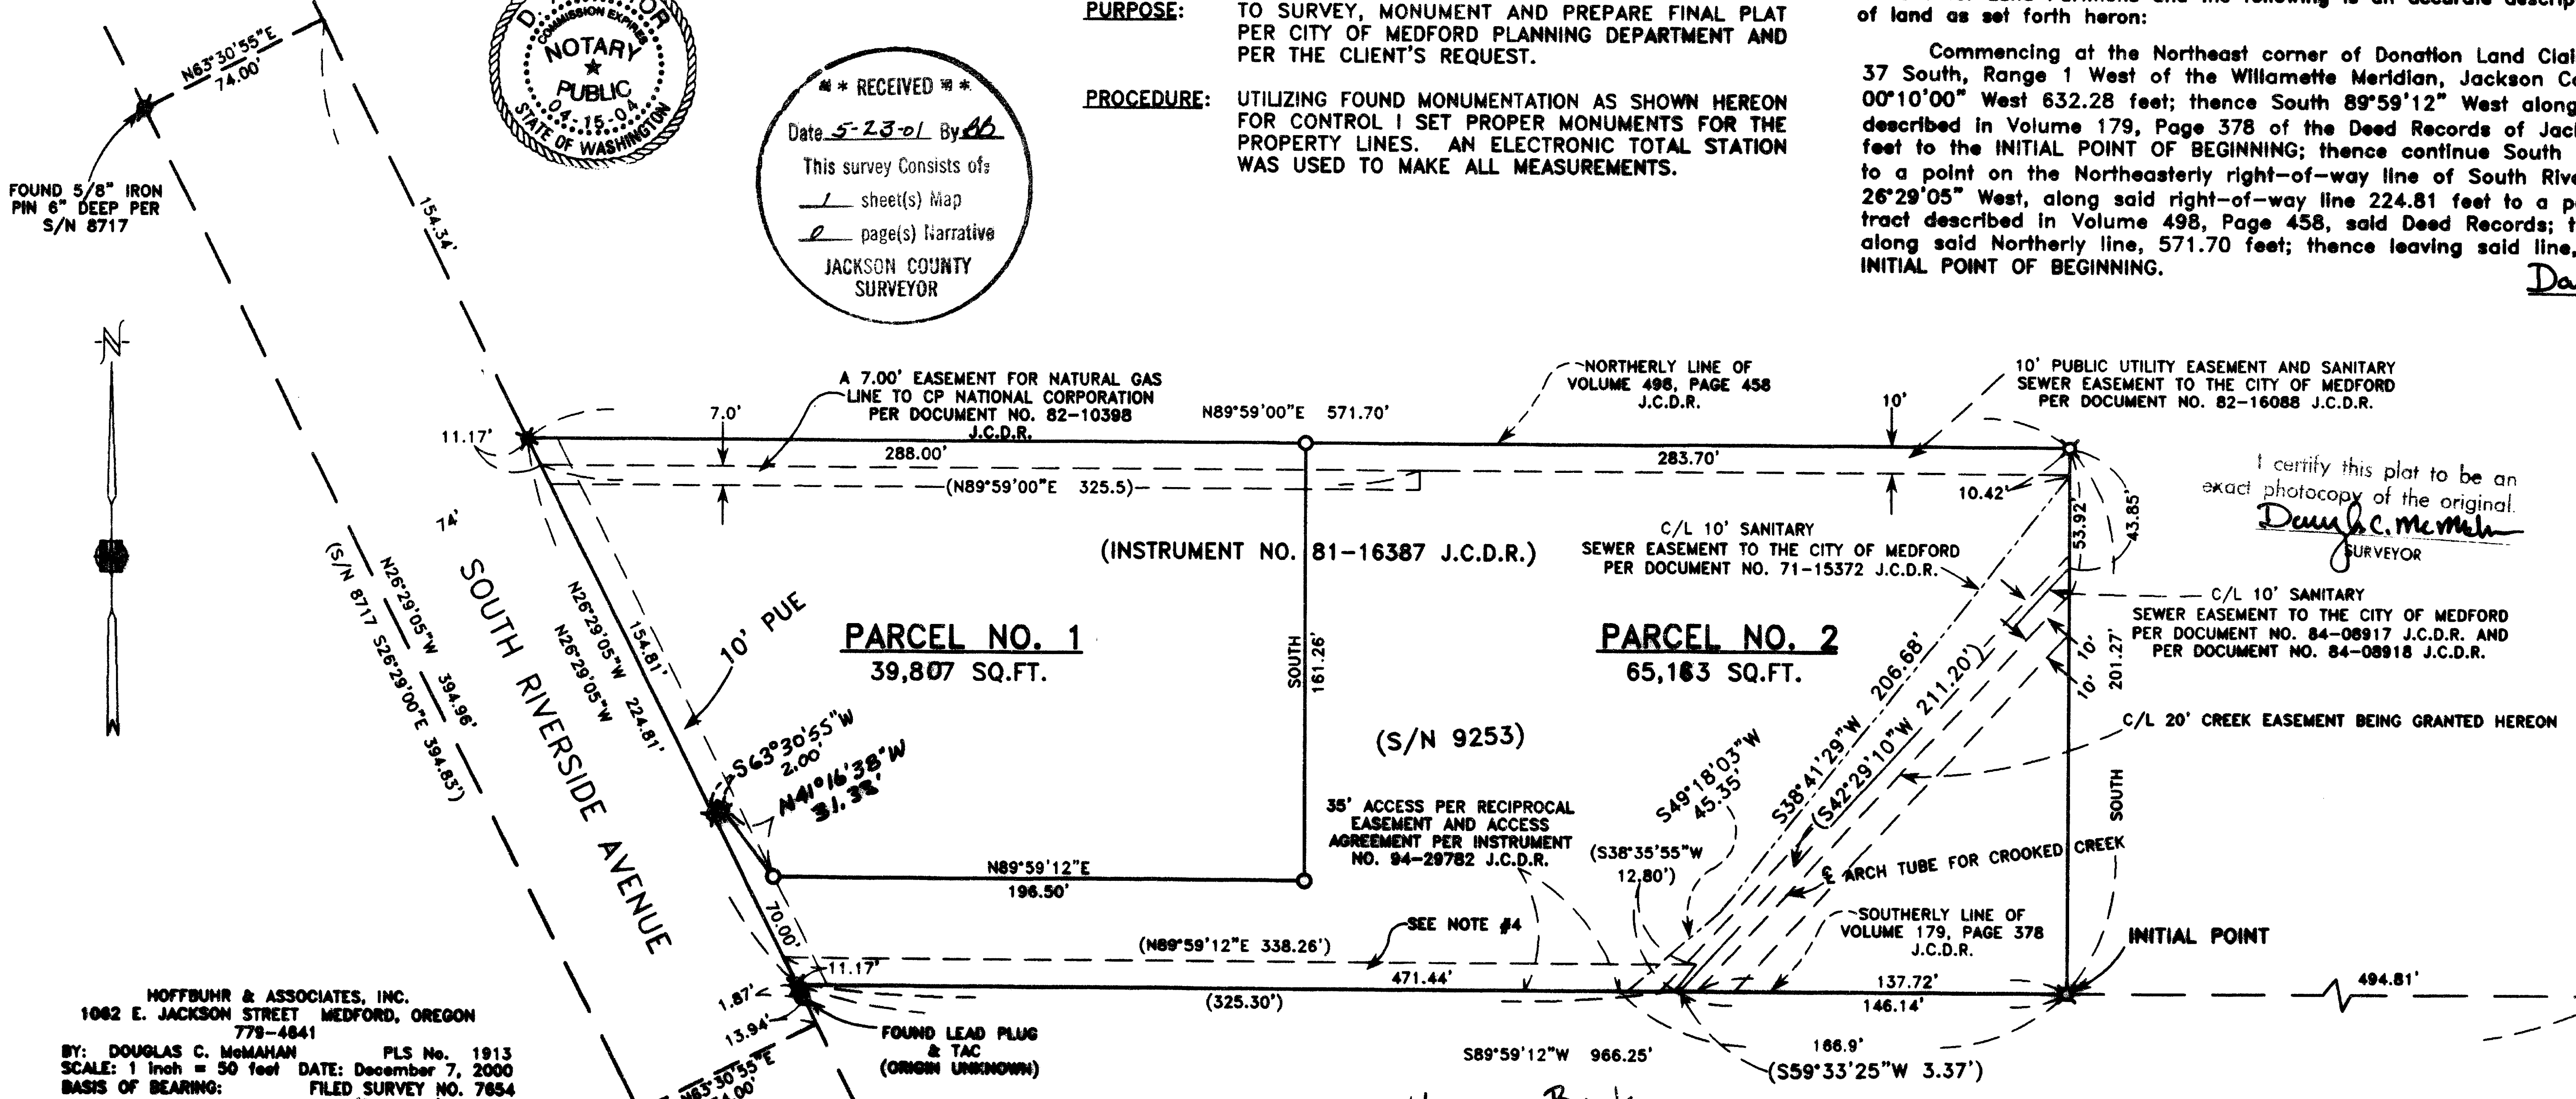 PURPOSE: TO SURVEY, MONUMENT AND PREPARE FINAL PLAT
PER CITY OF MEDFORD PLANNING DEPARTMENT AND
PER THE CLIENT'S REQUEST.
PROCEDURE: UTILIZING FOUND MONUMENTATION AS SHOWN HEREON
FOR CONTROL I SET PROPER MONUMENTS FOR THE
PROPERTY LINES. AN ELECTRONIC TOTAL STATION
WAS USED TO MAKE ALL MEASUREMENTS.
of land as set forth heron:
Commencing at the Northeast corner of Donation Land Clai
37 South, Range 1 West of the Willamette Meridian, Jackson C
00°10'00" West 632.28 feet; thence South 89°59'12" West along
described in Volume 179, Page 378 of the Deed Records of Jac
feet to the INITIAL POINT OF BEGINNING; thence continue South
to a point on the Northeasterly right-of-way line of South Rive
26°29'05" West, along said right-of-way line 224.81 feet to a p
tract described in Volume 498, Page 458, said Deed Records; t
along said Northerly line, 571.70 feet; thence leaving said line,
INITIAL POINT OF BEGINNING.
Da
COMMISSION EXPIRES
NOTARY
PUBLIC
04-15-04
STATE OF WASHINGTON
* * RECEIVED * *
Date 5-23-01 By BB
This survey Consists of:
1 sheet(s) Map
0 page(s) Narrative
JACKSON COUNTY
SURVEYOR
N63°30'55"E
74.00'
FOUND 5/8" IRON
PIN 6" DEEP PER
S/N 8717
154.34'
N
A 7.00' EASEMENT FOR NATURAL GAS
LINE TO CP NATIONAL CORPORATION
PER DOCUMENT NO. 82-10398
J.C.D.R.
7.0'
11.17'
288.00'
N89°59'00"E 571.70'
NORTHERLY LINE OF
VOLUME 498, PAGE 458
J.C.D.R.
10'
10' PUBLIC UTILITY EASEMENT AND SANITARY
SEWER EASEMENT TO THE CITY OF MEDFORD
PER DOCUMENT NO. 82-16088 J.C.D.R.
283.70'
(N89°59'00"E 325.5)
10.42'
53.92'
43.85'
I certify this plat to be an
exact photocopy of the original.
Douglas C. McMahan
SURVEYOR
(INSTRUMENT NO. 81-16387 J.C.D.R.)
C/L 10' SANITARY
SEWER EASEMENT TO THE CITY OF MEDFORD
PER DOCUMENT NO. 71-15372 J.C.D.R.
C/L 10' SANITARY
SEWER EASEMENT TO THE CITY OF MEDFORD
PER DOCUMENT NO. 84-08917 J.C.D.R. AND
PER DOCUMENT NO. 84-08918 J.C.D.R.
74'
SOUTH RIVERSIDE AVENUE
N26°29'05"W 394.96'
(S/N 8717 S26°29'00"E 394.83')
N26°29'05"W 154.81'
N26°29'05"W 224.81'
10' PUE
PARCEL NO. 1
39,807 SQ.FT.
SOUTH
161.26'
PARCEL NO. 2
65,163 SQ.FT.
(S/N 9253)
S63°30'55"W
2.00'
N41°16'38"W
31.33'
S49°18'03"W
45.35'
S38°41'29"W 206.68'
(S42°29'10"W 211.20')
10'
10'
201.27'
SOUTH
C/L 20' CREEK EASEMENT BEING GRANTED HEREON
35' ACCESS PER RECIPROCAL
EASEMENT AND ACCESS
AGREEMENT PER INSTRUMENT
NO. 94-29782 J.C.D.R.
(S38°35'55"W
12.80')
℄ ARCH TUBE FOR CROOKED CREEK
N89°59'12"E
196.50'
70.00'
(N89°59'12"E 338.26')
SEE NOTE #4
SOUTHERLY LINE OF
VOLUME 179, PAGE 378
J.C.D.R.
INITIAL POINT
11.17'
1.87'
13.94'
471.44'
(325.30')
137.72'
146.14'
494.81'
FOUND LEAD PLUG
& TAC
(ORIGIN UNKNOWN)
S89°59'12"W 966.25'
166.9'
(S59°33'25"W 3.37')
N63°30'55"E
HOFFBUHR & ASSOCIATES, INC.
1062 E. JACKSON STREET MEDFORD, OREGON
779-4641
BY: DOUGLAS C. McMAHAN PLS No. 1913
SCALE: 1 inch = 50 feet DATE: December 7, 2000
BASIS OF BEARING: FILED SURVEY NO. 7654